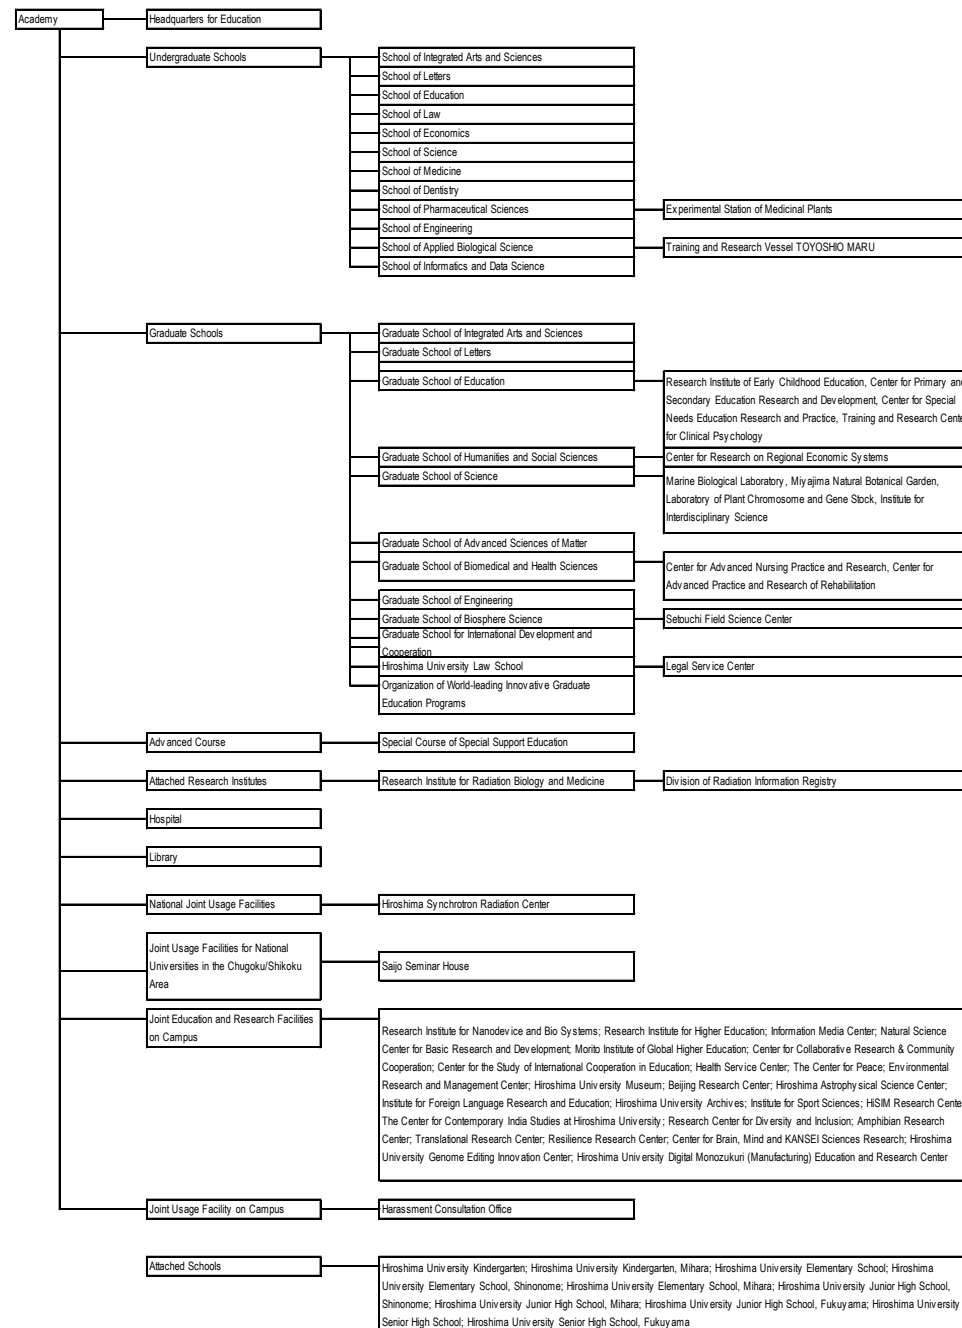 Academy
Headquarters for Education
Undergraduate Schools
School of Integrated Arts and Sciences
School of Letters
School of Education
School of Law
School of Economics
School of Science
School of Medicine
School of Dentistry
School of Pharmaceutical Sciences
Experimental Station of Medicinal Plants
School of Engineering
School of Applied Biological Science
Training and Research Vessel TOYOSHIO MARU
School of Informatics and Data Science
Graduate Schools
Graduate School of Integrated Arts and Sciences
Graduate School of Letters
Graduate School of Education
Research Institute of Early Childhood Education, Center for Primary and
Secondary Education Research and Development, Center for Special
Needs Education Research and Practice, Training and Research Cente
for Clinical Psychology
Graduate School of Humanities and Social Sciences
Center for Research on Regional Economic Systems
Graduate School of Science
Marine Biological Laboratory, Miyajima Natural Botanical Garden,
Laboratory of Plant Chromosome and Gene Stock, Institute for
Interdisciplinary Science
Graduate School of Advanced Sciences of Matter
Graduate School of Biomedical and Health Sciences
Center for Advanced Nursing Practice and Research, Center for
Advanced Practice and Research of Rehabilitation
Graduate School of Engineering
Graduate School of Biosphere Science
Setouchi Field Science Center
Graduate School for International Development and
Cooperation
Hiroshima University Law School
Legal Service Center
Organization of World-leading Innovative Graduate
Education Programs
Advanced Course
Special Course of Special Support Education
Attached Research Institutes
Research Institute for Radiation Biology and Medicine
Division of Radiation Information Registry
Hospital
Library
National Joint Usage Facilities
Hiroshima Synchrotron Radiation Center
Joint Usage Facilities for National
Universities in the Chugoku/Shikoku
Area
Saijo Seminar House
Joint Education and Research Facilities
on Campus
Research Institute for Nanodevice and Bio Systems; Research Institute for Higher Education; Information Media Center; Natural Science
Center for Basic Research and Development; Morito Institute of Global Higher Education; Center for Collaborative Research & Community
Cooperation; Center for the Study of International Cooperation in Education; Health Service Center; The Center for Peace; Environmental
Research and Management Center; Hiroshima University Museum; Beijing Research Center; Hiroshima Astrophysical Science Center;
Institute for Foreign Language Research and Education; Hiroshima University Archives; Institute for Sport Sciences; HiSIM Research Cente
The Center for Contemporary India Studies at Hiroshima University; Research Center for Diversity and Inclusion; Amphibian Research
Center; Translational Research Center; Resilience Research Center; Center for Brain, Mind and KANSEI Sciences Research; Hiroshima
University Genome Editing Innovation Center; Hiroshima University Digital Monozukuri (Manufacturing) Education and Research Center
Joint Usage Facility on Campus
Harassment Consultation Office
Attached Schools
Hiroshima University Kindergarten; Hiroshima University Kindergarten, Mihara; Hiroshima University Elementary School; Hiroshima
University Elementary School, Shinonome; Hiroshima University Elementary School, Mihara; Hiroshima University Junior High School,
Shinonome; Hiroshima University Junior High School, Mihara; Hiroshima University Junior High School, Fukuyama; Hiroshima University
Senior High School; Hiroshima University Senior High School, Fukuyama